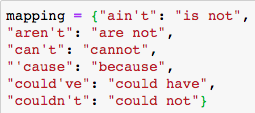 mapping = {"ain't": "is not",
"aren't": "are not",
"can't": "cannot",
"'cause": "because",
"could've": "could have",
"couldn't": "could not"}